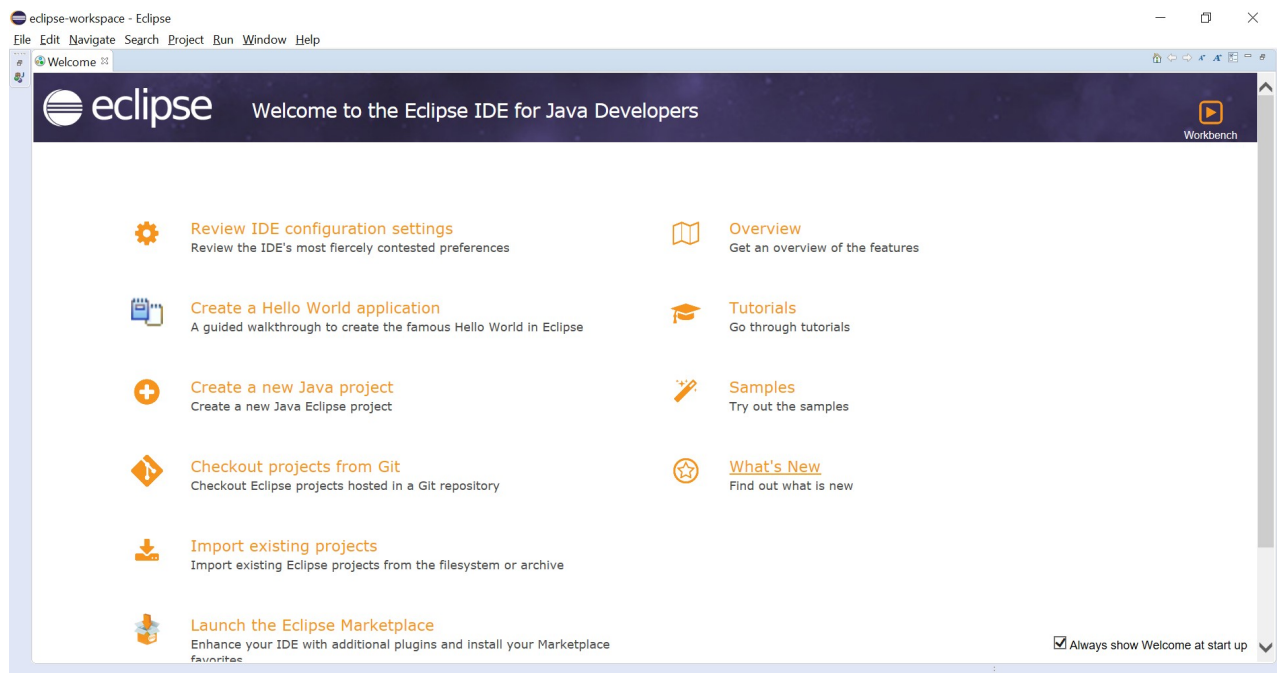 eclipse-workspace - Eclipse
File Edit Navigate Search Project Run Window Help
Welcome
eclipse Welcome to the Eclipse IDE for Java Developers
Workbench
Review IDE configuration settings
Review the IDE's most fiercely contested preferences
Create a Hello World application
A guided walkthrough to create the famous Hello World in Eclipse
Create a new Java project
Create a new Java Eclipse project
Checkout projects from Git
Checkout Eclipse projects hosted in a Git repository
Import existing projects
Import existing Eclipse projects from the filesystem or archive
Launch the Eclipse Marketplace
Enhance your IDE with additional plugins and install your Marketplace
favorites
Overview
Get an overview of the features
Tutorials
Go through tutorials
Samples
Try out the samples
What's New
Find out what is new
Always show Welcome at start up